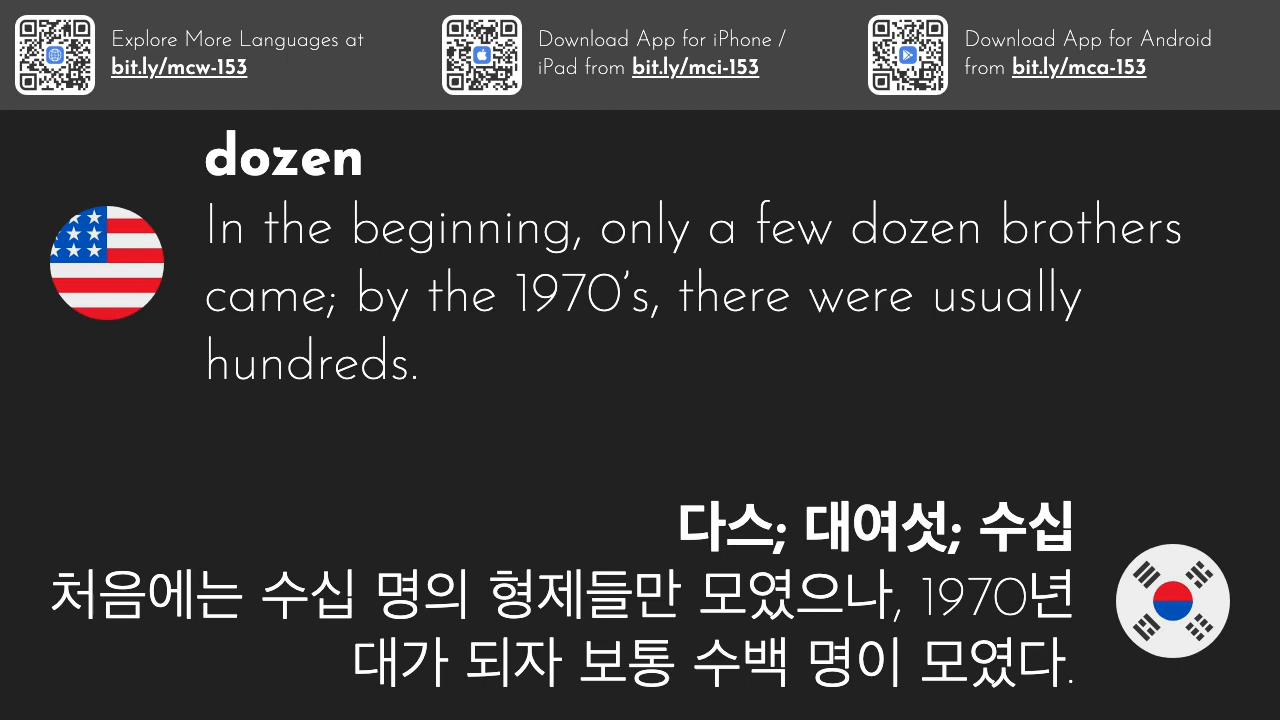 Explore More Languages at
bit.ly/mcw-153
Download App for iPhone /
iPad from bit.ly/mci-153
Download App for Android
from bit.ly/mca-153
dozen
In the beginning, only a few dozen brothers
came; by the 1970’s, there were usually
hundreds.
다스; 대여섯; 수십
처음에는 수십 명의 형제들만 모였으나, 1970년
대가 되자 보통 수백 명이 모였다.